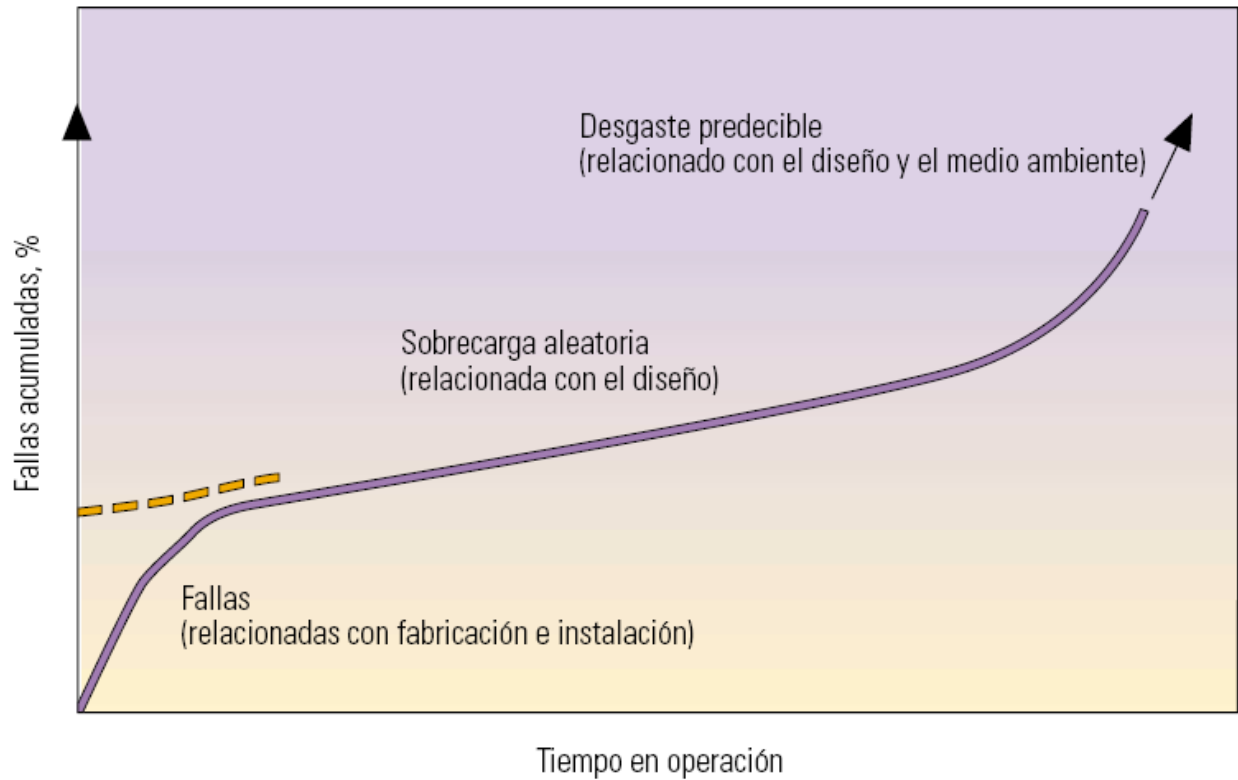 Desgaste predecible
(relacionado con el diseño y el medio ambiente)
Fallas acumuladas, %
Sobrecarga aleatoria
(relacionada con el diseño)
Fallas
(relacionadas con fabricación e instalación)
Tiempo en operación